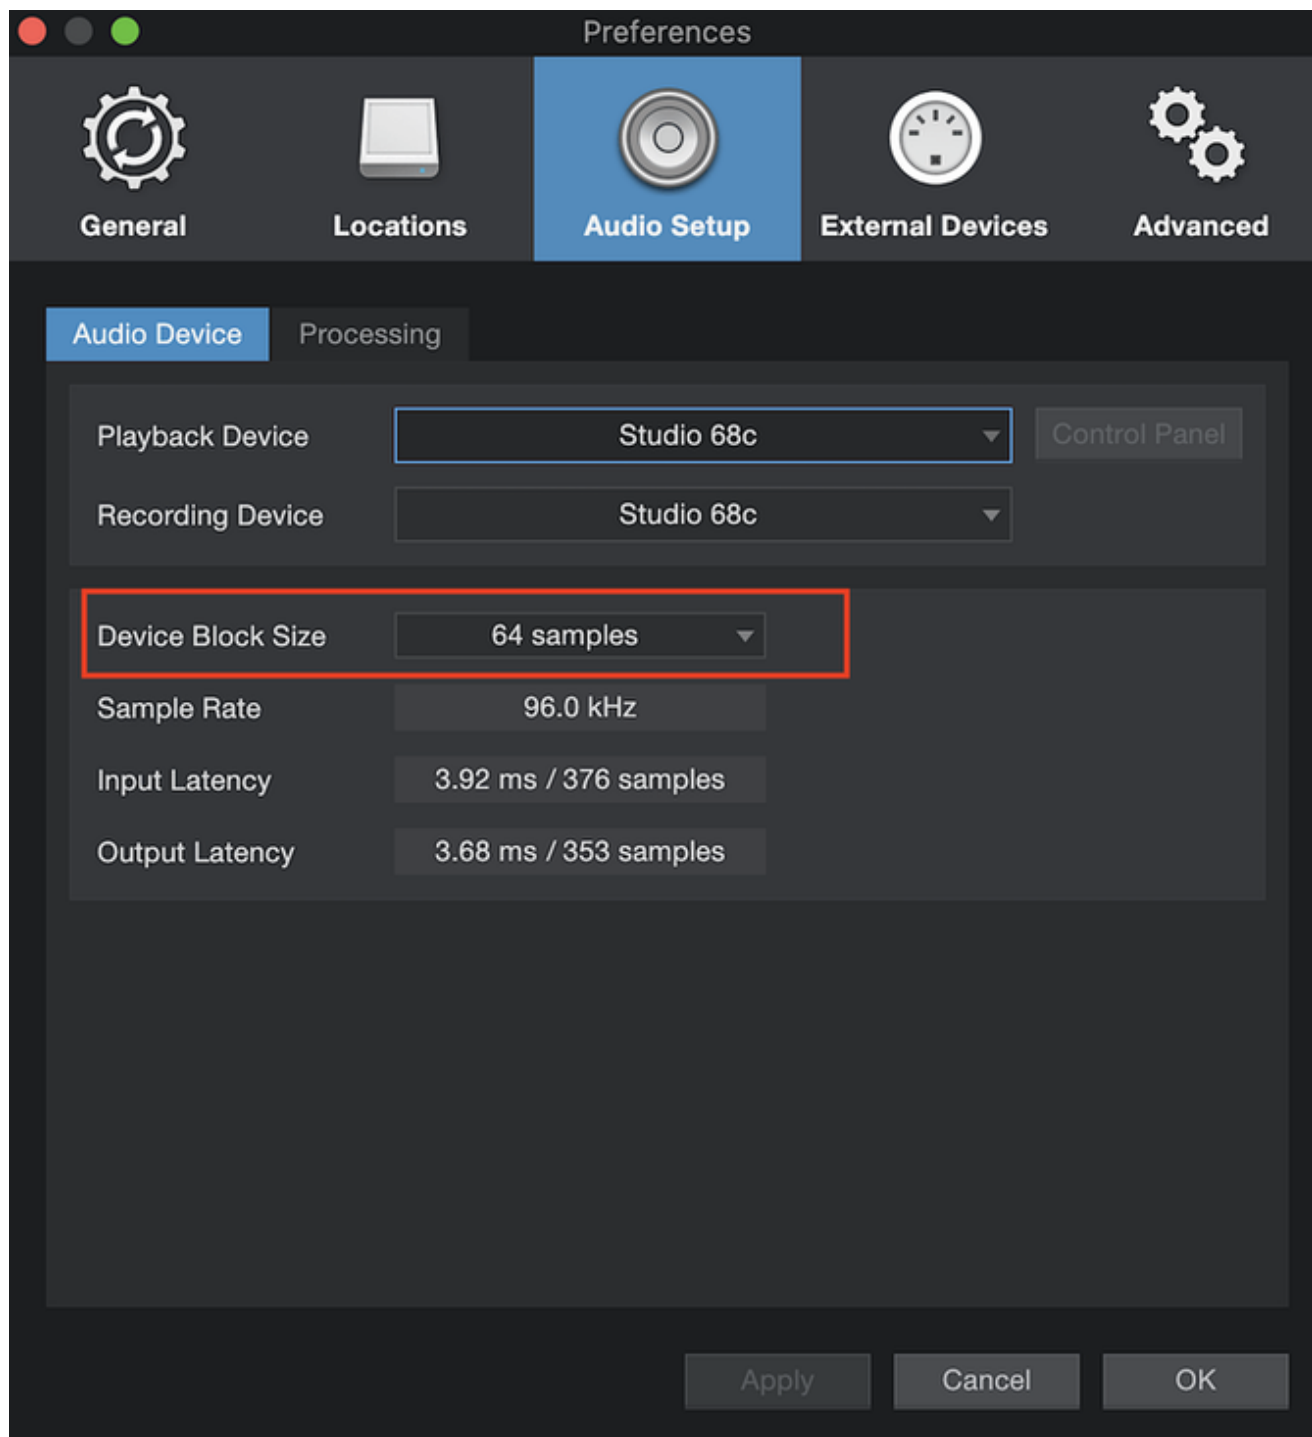 Preferences
General Locations Audio Setup External Devices Advanced
Audio Device Processing
Playback Device Studio 68c Control Panel
Recording Device Studio 68c
Device Block Size 64 samples
Sample Rate 96.0 kHz
Input Latency 3.92 ms / 376 samples
Output Latency 3.68 ms / 353 samples
Apply Cancel OK